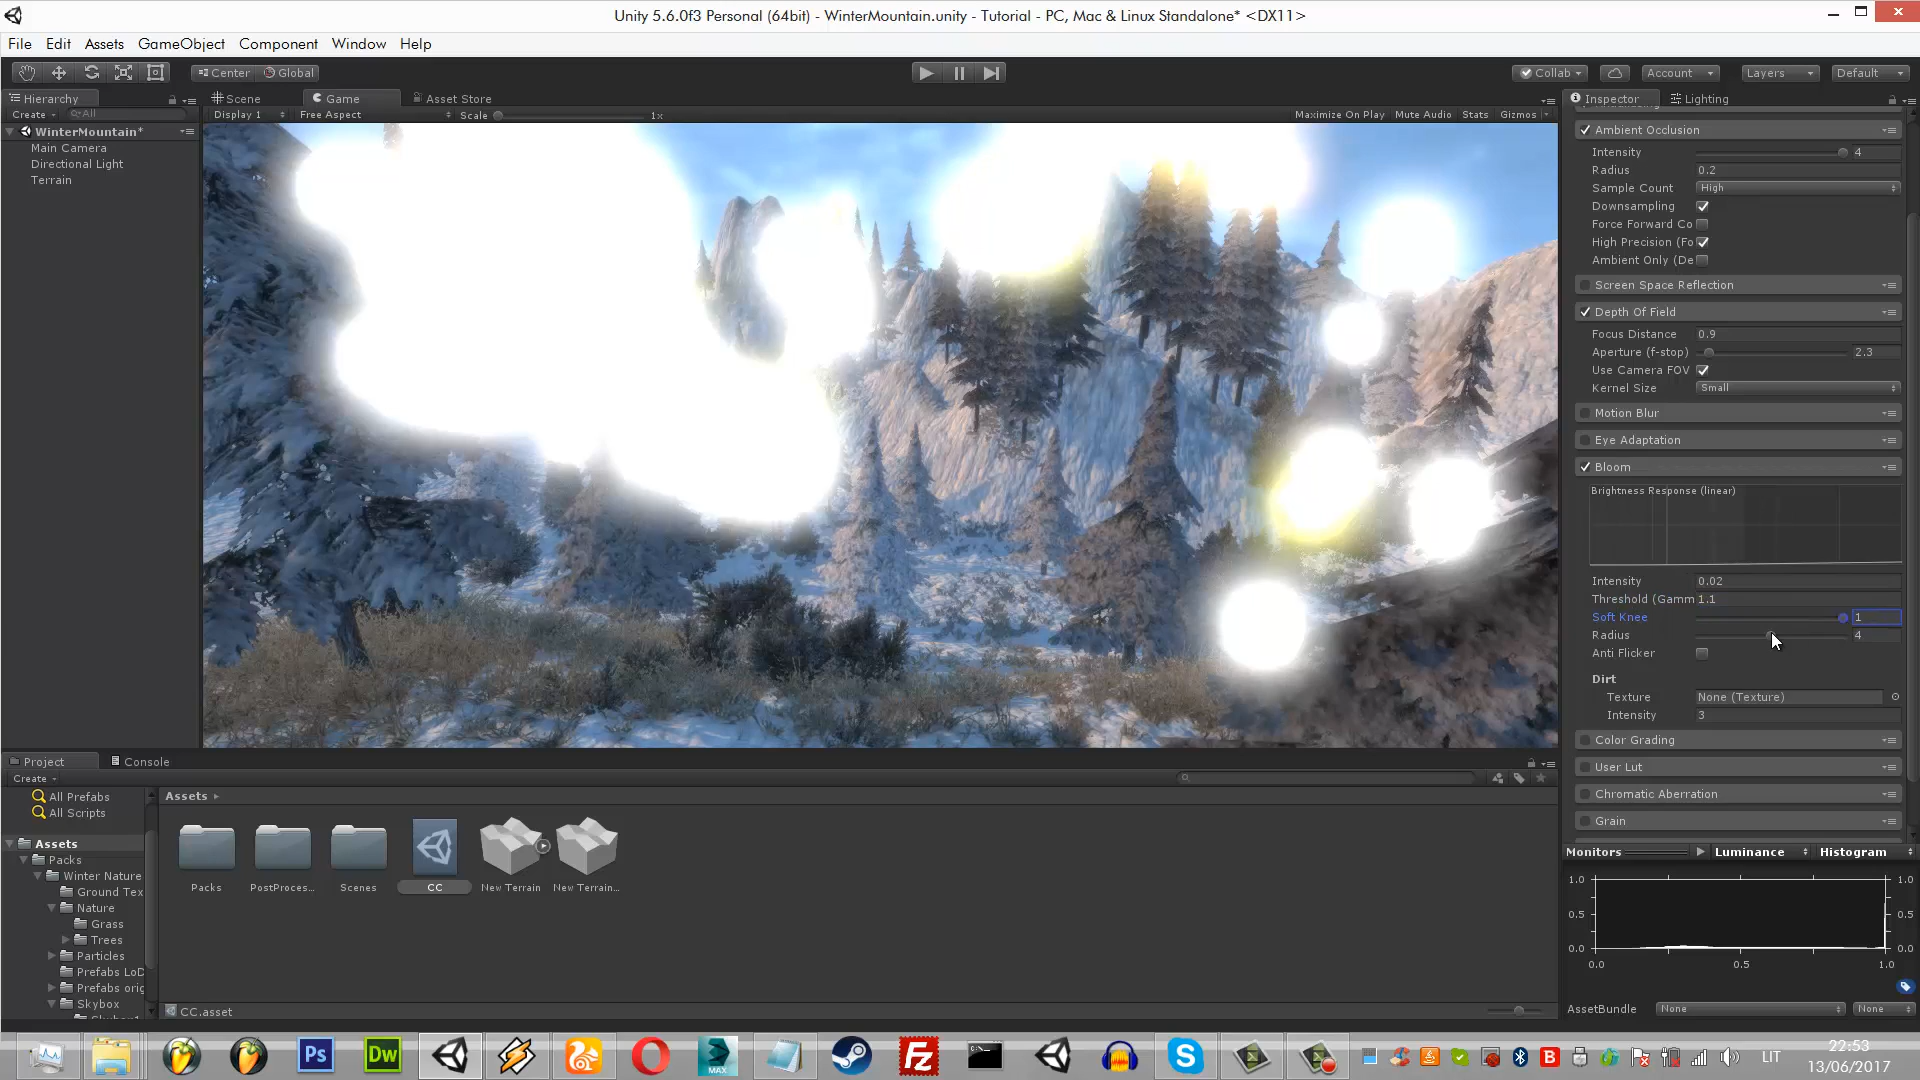 Unity 5.6.0f3 Personal (64bit) - WinterMountain.unity - Tutorial - PC, Mac & Linux Standalone* <DX11>
File Edit Assets GameObject Component Window Help
Center Global
Collab Account Layers Default
Hierarchy
Create All
WinterMountain*
Main Camera
Directional Light
Terrain
Scene Game Asset Store
Display 1 Free Aspect Scale 1x Maximize On Play Mute Audio Stats Gizmos
Inspector Lighting
Ambient Occlusion
Intensity 4
Radius 0.2
Sample Count High
Downsampling
Force Forward Co
High Precision (Fo
Ambient Only (De
Screen Space Reflection
Depth Of Field
Focus Distance 0.9
Aperture (f-stop) 2.3
Use Camera FOV
Kernel Size Small
Motion Blur
Eye Adaptation
Bloom
Brightness Response (linear)
Intensity 0.02
Threshold (Gamm 1.1
Soft Knee 1
Radius 4
Anti Flicker
Dirt
Texture None (Texture)
Intensity 3
Color Grading
User Lut
Chromatic Aberration
Grain
Monitors Luminance Histogram
1.0 1.0
0.5 0.5
0.0 0.0
0.0 0.5 1.0
AssetBundle None None
Project Console
Create
All Prefabs
All Scripts
Assets
Packs
Winter Nature
Ground Tex
Nature
Grass
Trees
Particles
Prefabs LoD
Prefabs orig
Skybox
Assets
Packs PostProces... Scenes CC New Terrain New Terrain...
CC.asset
Ps Dw MAX Fz S B LIT
22:53
13/06/2017